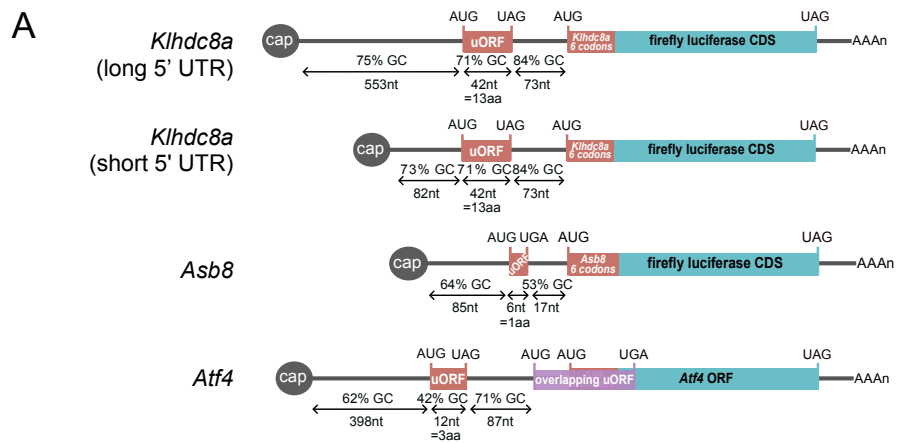 A
Klhdc8a
(long 5' UTR)
cap
AUG UAG AUG UAG
uORF
Klhdc8a
6 codons
firefly luciferase CDS
AAAn
75% GC 71% GC 84% GC
553nt 42nt 73nt
=13aa
Klhdc8a
(short 5' UTR)
cap
AUG UAG AUG UAG
uORF
Klhdc8a
6 codons
firefly luciferase CDS
AAAn
73% GC 71% GC 84% GC
82nt 42nt 73nt
=13aa
Asb8
cap
AUG UGA AUG UAG
uORF
Asb8
6 codons
firefly luciferase CDS
AAAn
64% GC 53% GC
85nt 6nt 17nt
=1aa
Atf4
cap
AUG UAG AUG AUG UGA UAG
uORF
overlapping uORF
Atf4 ORF
AAAn
62% GC 42% GC 71% GC
398nt 12nt 87nt
=3aa